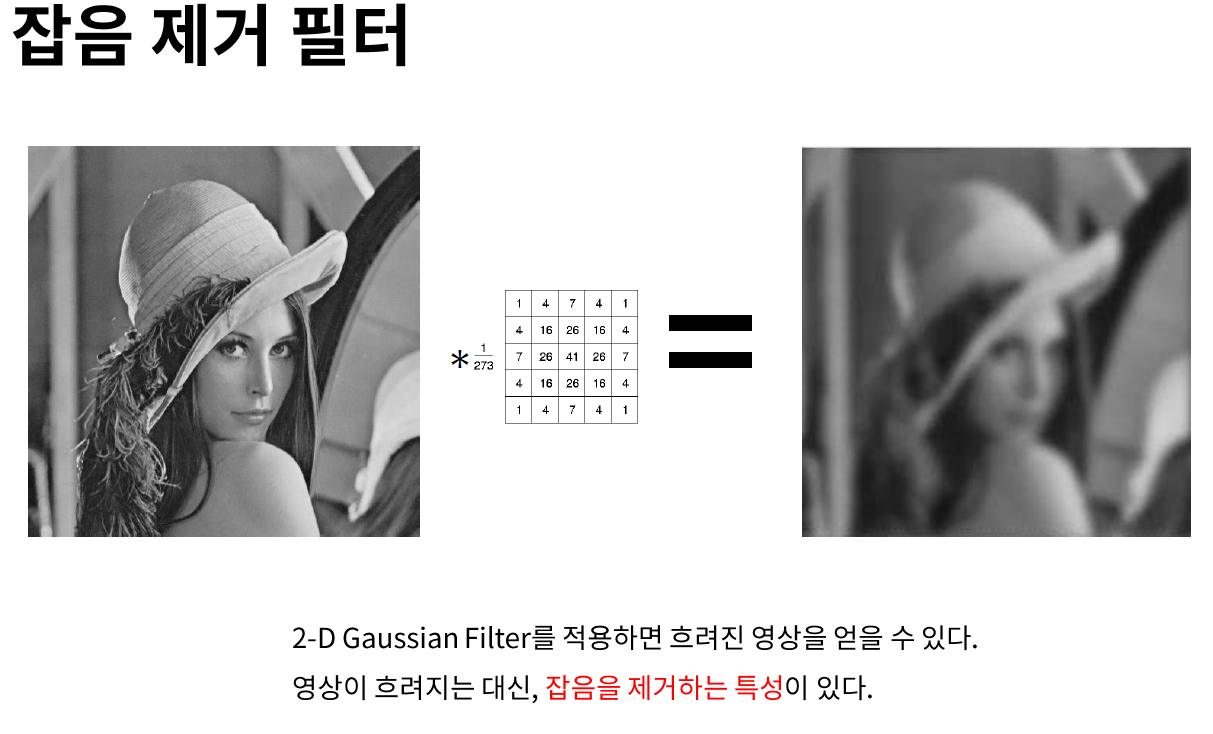 잡음 제거 필터
* 1/273
1 4 7 4 1
4 16 26 16 4
7 26 41 26 7
4 16 26 16 4
1 4 7 4 1
=
2-D Gaussian Filter를 적용하면 흐려진 영상을 얻을 수 있다.
영상이 흐려지는 대신, 잡음을 제거하는 특성이 있다.